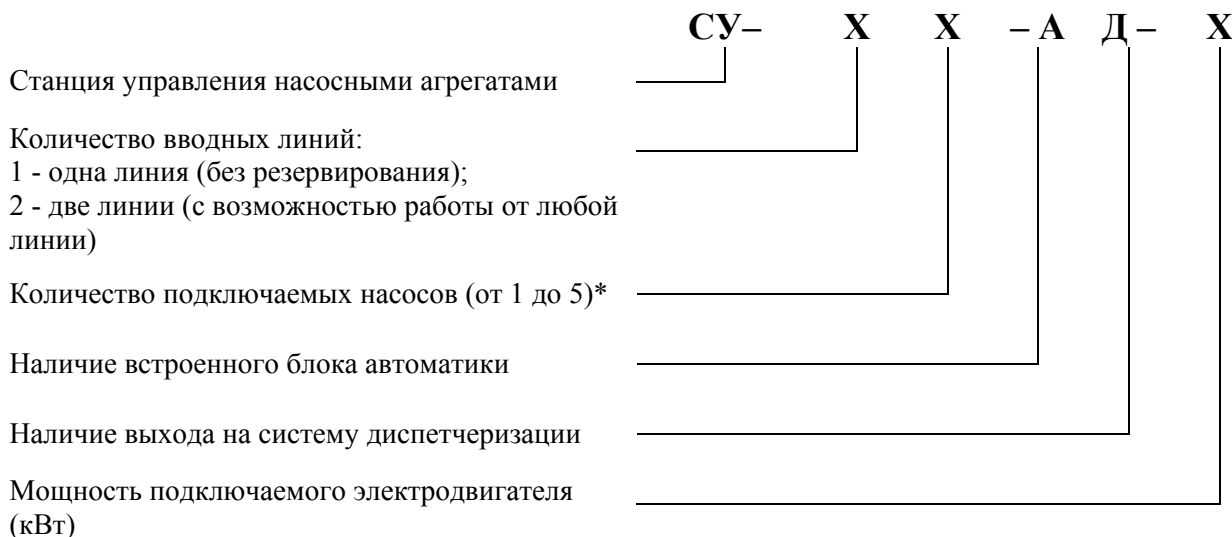 СУ– Х Х – А Д – Х
Станция управления насосными агрегатами
Количество вводных линий:
1 - одна линия (без резервирования);
2 - две линии (с возможностью работы от любой
линии)
Количество подключаемых насосов (от 1 до 5)*
Наличие встроенного блока автоматики
Наличие выхода на систему диспетчеризации
Мощность подключаемого электродвигателя
(кВт)